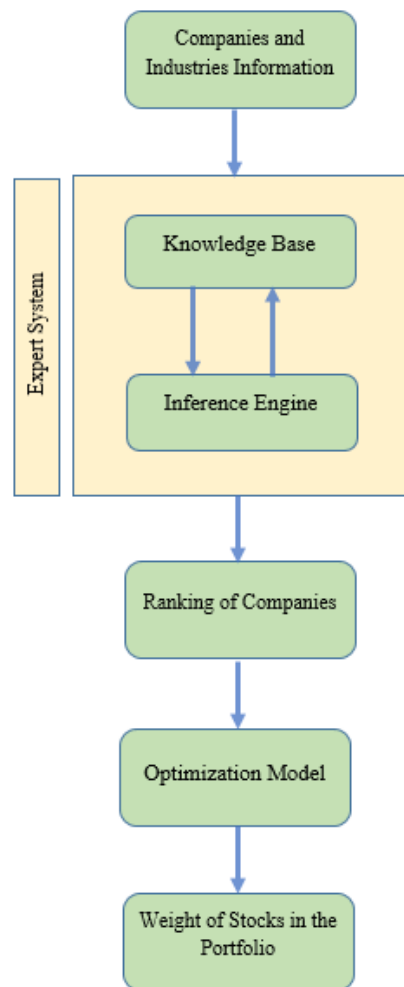 Companies and
Industries Information
Expert System
Knowledge Base
Inference Engine
Ranking of Companies
Optimization Model
Weight of Stocks in the
Portfolio